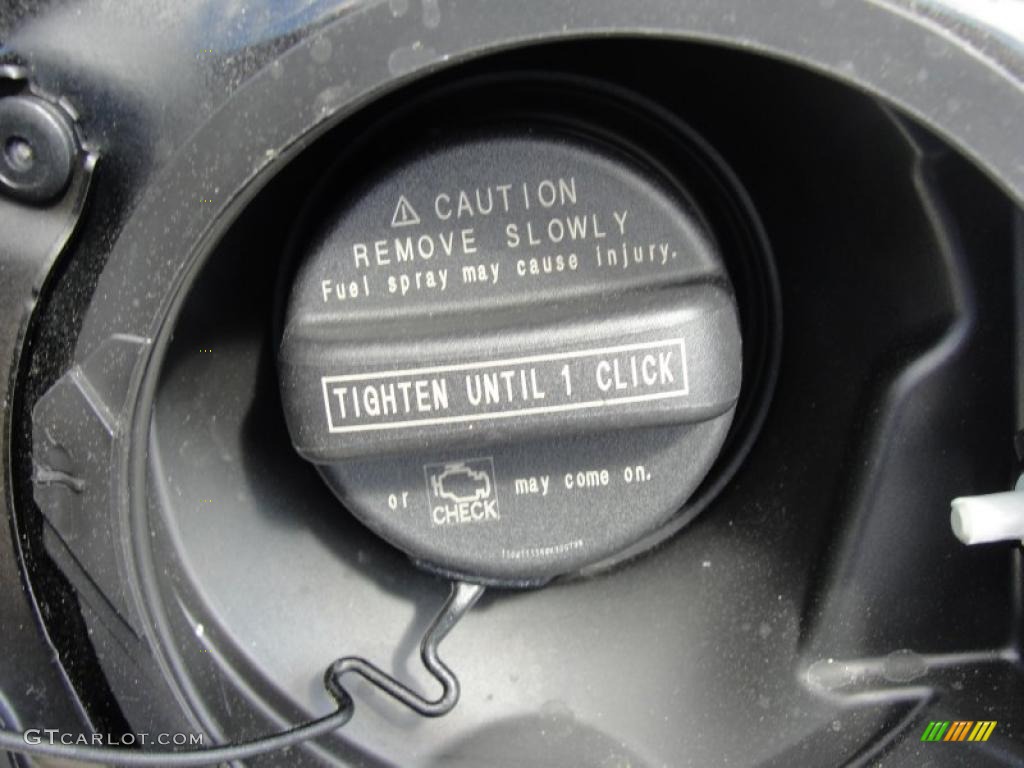 CAUTION
REMOVE SLOWLY
Fuel spray may cause injury.
TIGHTEN UNTIL 1 CLICK
or CHECK may come on.
GTCARLOT.COM